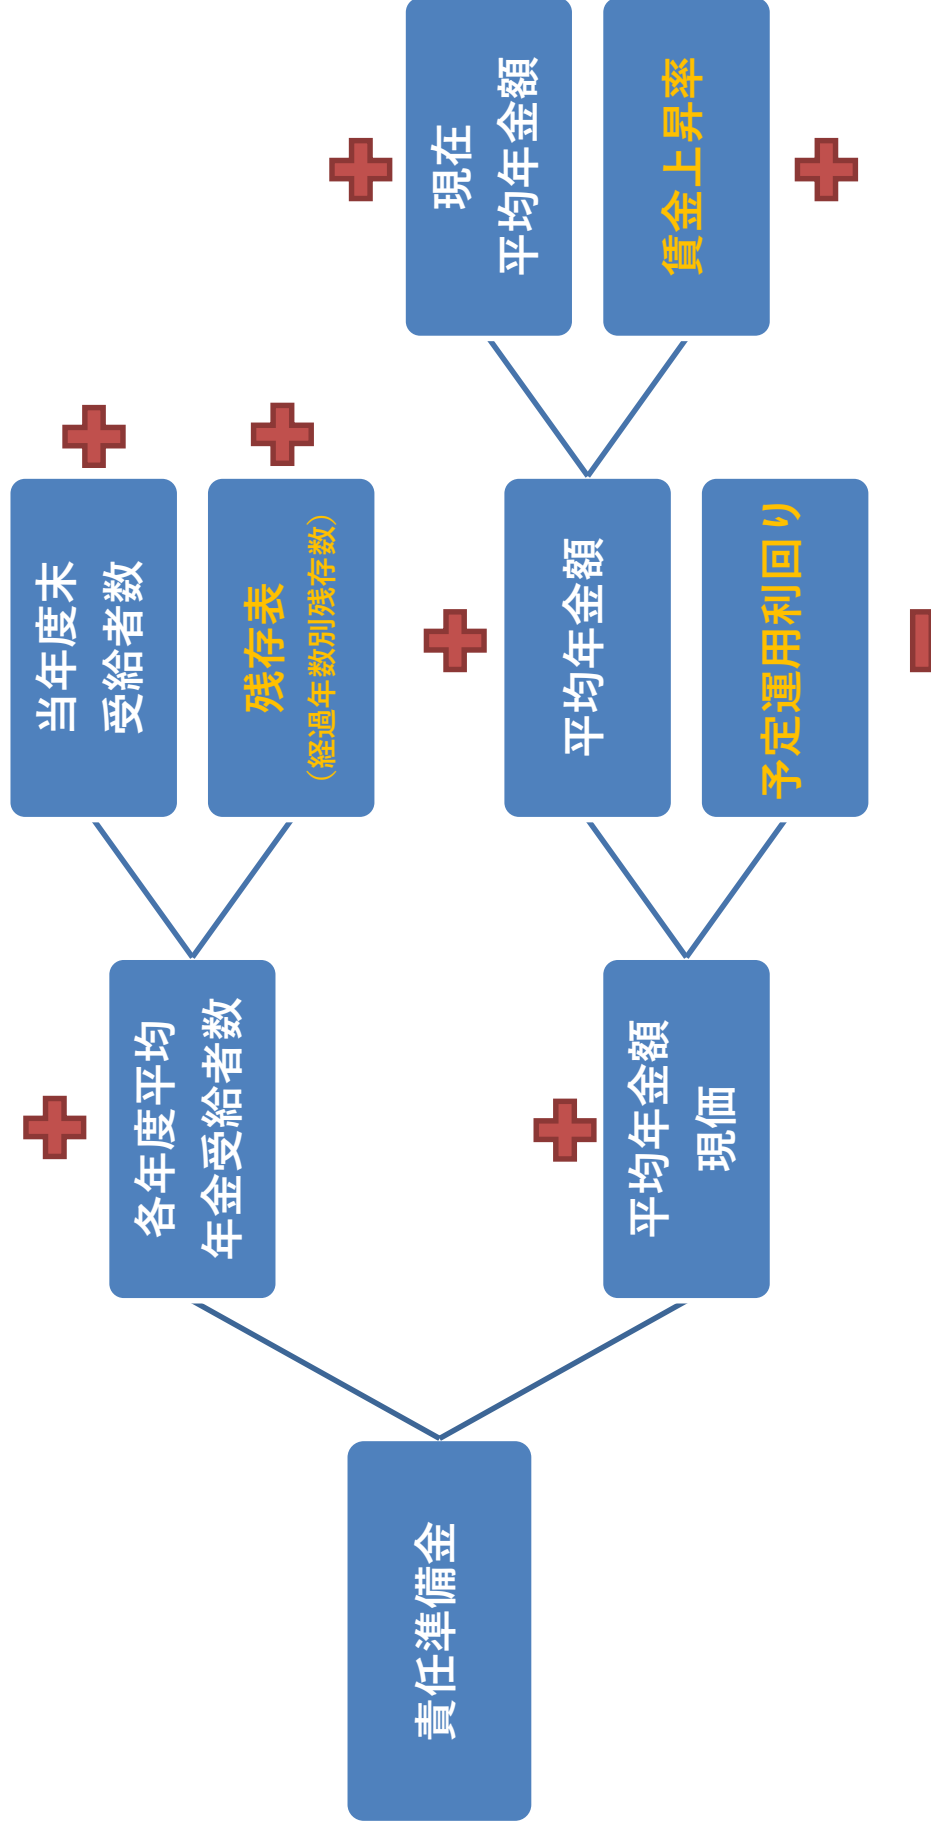 責任準備金
各年度平均
年金受給者数
当年度末
受給者数
残存表
（経過年数別残存数）
平均年金額
現価
平均年金額
現在
平均年金額
賃金上昇率
予定運用利回り